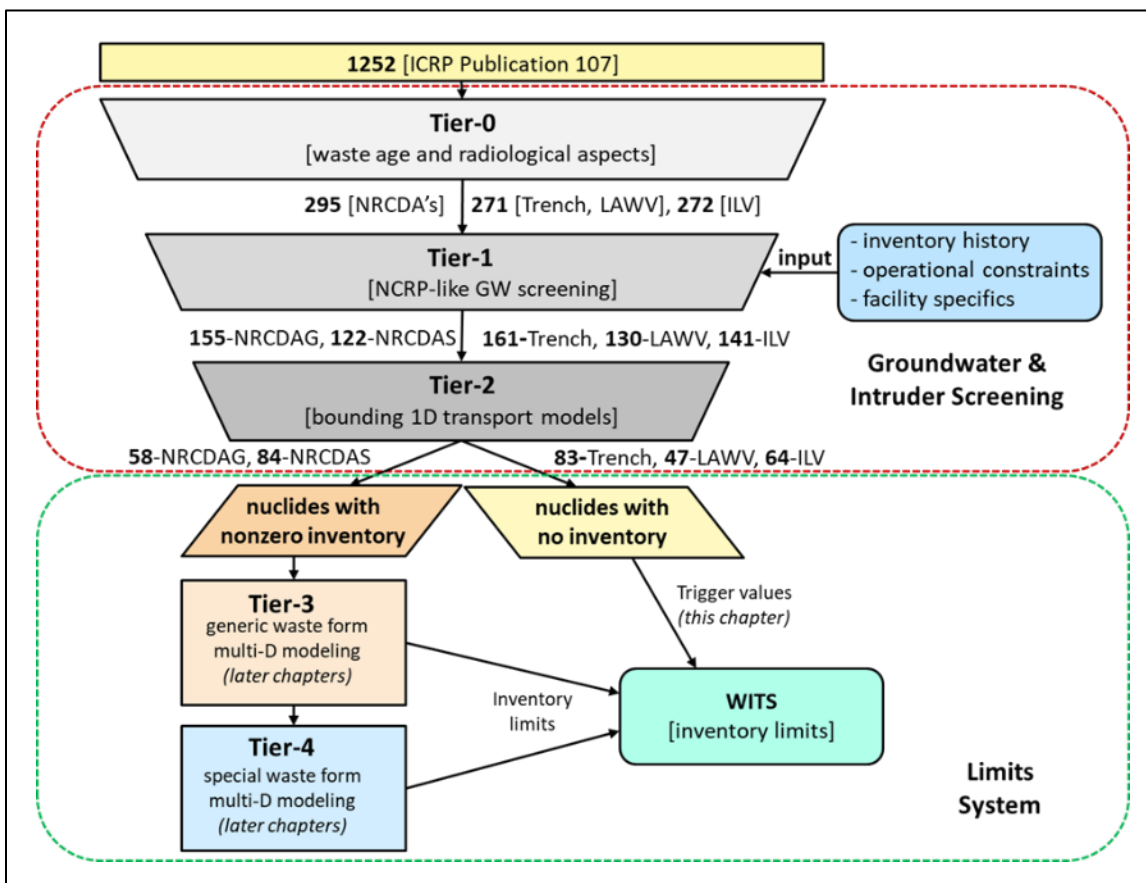 1252 [ICRP Publication 107]
Tier-0
[waste age and radiological aspects]
295 [NRCDA's] 271 [Trench, LAWV], 272 [ILV]
Tier-1
[NCRP-like GW screening]
input
- inventory history
- operational constraints
- facility specifics
155-NRCDAG, 122-NRCDAS 161-Trench, 130-LAWV, 141-ILV
Tier-2
[bounding 1D transport models]
Groundwater &
Intruder Screening
58-NRCDAG, 84-NRCDAS 83-Trench, 47-LAWV, 64-ILV
nuclides with
nonzero inventory
nuclides with
no inventory
Tier-3
generic waste form
multi-D modeling
(later chapters)
Trigger values
(this chapter)
Inventory
limits
WITS
[inventory limits]
Tier-4
special waste form
multi-D modeling
(later chapters)
Limits
System